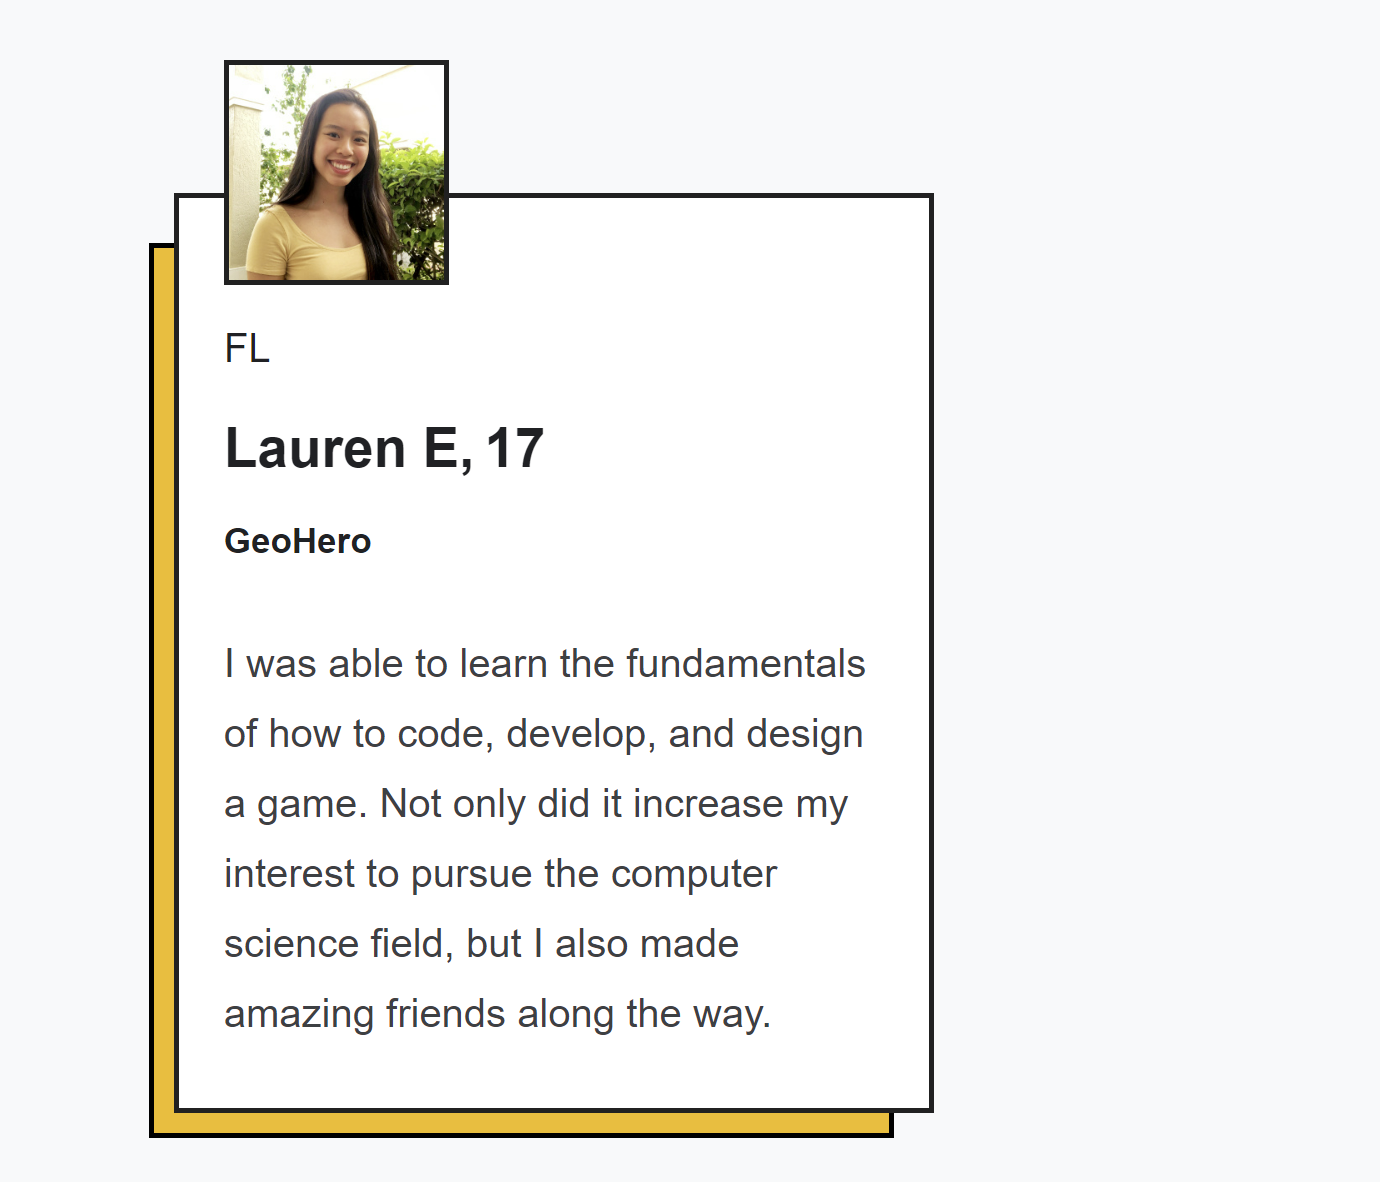 FL
Lauren E, 17
GeoHero
I was able to learn the fundamentals
of how to code, develop, and design
a game. Not only did it increase my
interest to pursue the computer
science field, but I also made
amazing friends along the way.